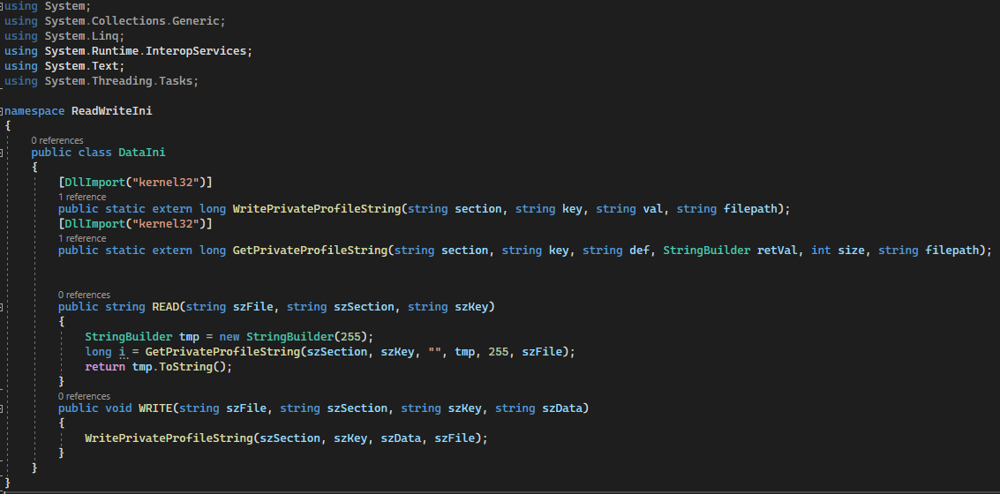 using System;
using System.Collections.Generic;
using System.Linq;
using System.Runtime.InteropServices;
using System.Text;
using System.Threading.Tasks;
namespace ReadWriteIni
{
0 references
public class DataIni
{
[DllImport("kernel32")]
1 reference
public static extern long WritePrivateProfileString(string section, string key, string val, string filepath);
[DllImport("kernel32")]
1 reference
public static extern long GetPrivateProfileString(string section, string key, string def, StringBuilder retVal, int size, string filepath);
0 references
public string READ(string szFile, string szSection, string szKey)
{
StringBuilder tmp = new StringBuilder(255);
long i = GetPrivateProfileString(szSection, szKey, "", tmp, 255, szFile);
return tmp.ToString();
}
0 references
public void WRITE(string szFile, string szSection, string szKey, string szData)
{
WritePrivateProfileString(szSection, szKey, szData, szFile);
}
}
}